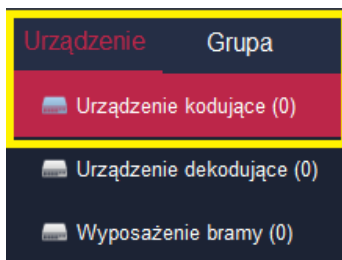 Urządzenie Grupa
Urządzenie kodujące (0)
Urządzenie dekodujące (0)
Wyposażenie bramy (0)